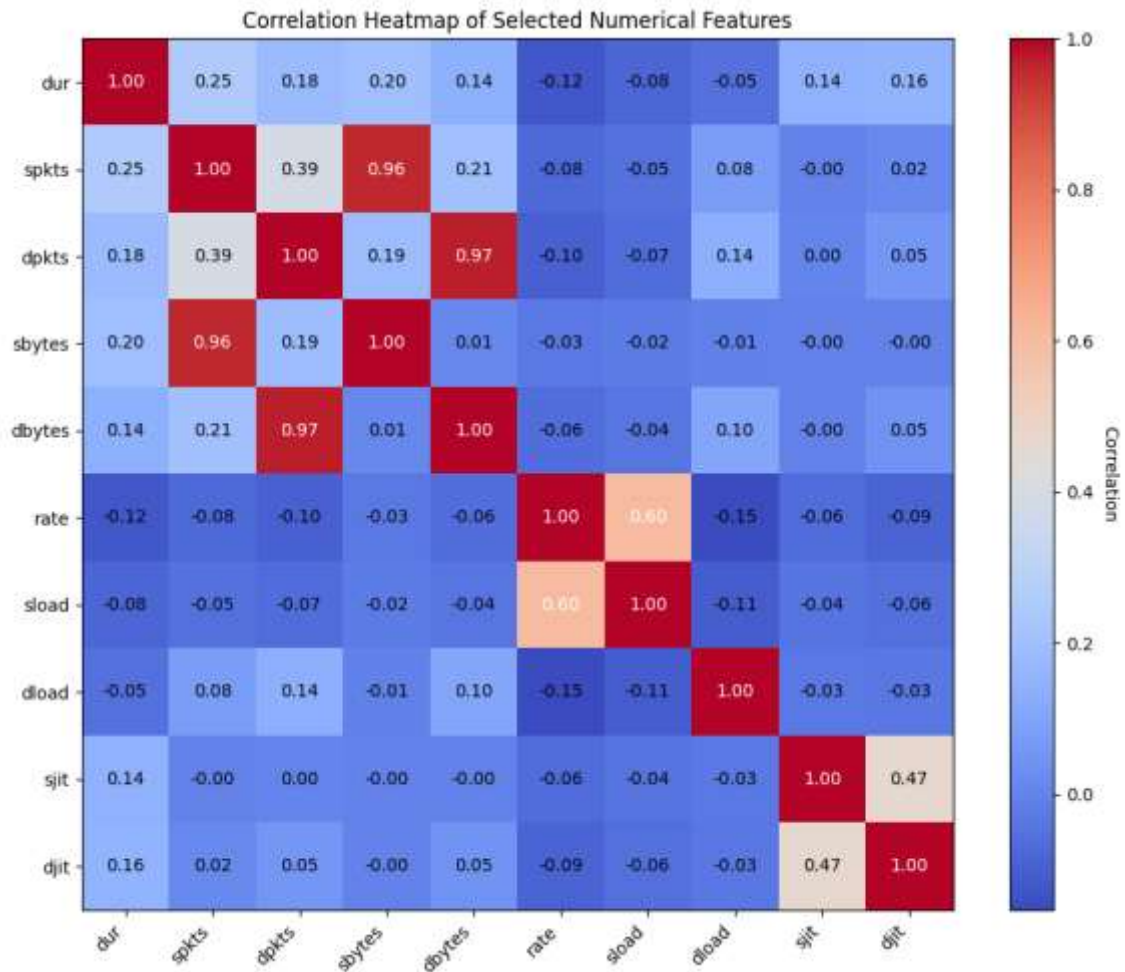 Correlation Heatmap of Selected Numerical Features
1.0
dur 1.00 0.25 0.18 0.20 0.14 -0.12 -0.08 -0.05 0.14 0.16
spkts 0.25 1.00 0.39 0.96 0.21 -0.08 -0.05 0.08 -0.00 0.02
0.8
dpkts 0.18 0.39 1.00 0.19 0.97 -0.10 -0.07 0.14 0.00 0.05
sbytes 0.20 0.96 0.19 1.00 0.01 -0.03 -0.02 -0.01 -0.00 -0.00
0.6
dbytes 0.14 0.21 0.97 0.01 1.00 -0.06 -0.04 0.10 -0.00 0.05
Correlation
0.4
rate -0.12 -0.08 -0.10 -0.03 -0.06 1.00 0.60 -0.15 -0.06 -0.09
sload -0.08 -0.05 -0.07 -0.02 -0.04 0.60 1.00 -0.11 -0.04 -0.06
0.2
dload -0.05 0.08 0.14 -0.01 0.10 -0.15 -0.11 1.00 -0.03 -0.03
sjit 0.14 -0.00 0.00 -0.00 -0.00 -0.06 -0.04 -0.03 1.00 0.47
0.0
djit 0.16 0.02 0.05 -0.00 0.05 -0.09 -0.06 -0.03 0.47 1.00
dur spkts dpkts sbytes dbytes rate sload dload sjit djit